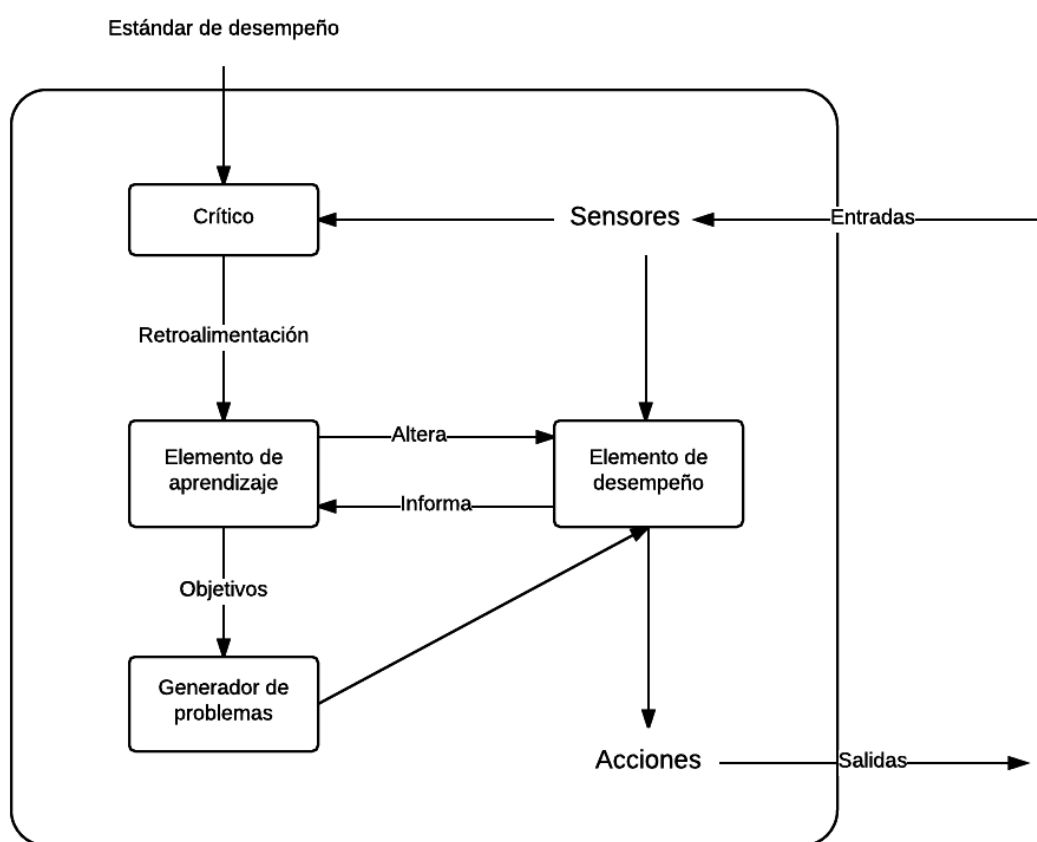 Estándar de desempeño
Crítico
Sensores
Entradas
Retroalimentación
Elemento de
aprendizaje
Altera
Informa
Elemento de
desempeño
Objetivos
Generador de
problemas
Acciones
Salidas